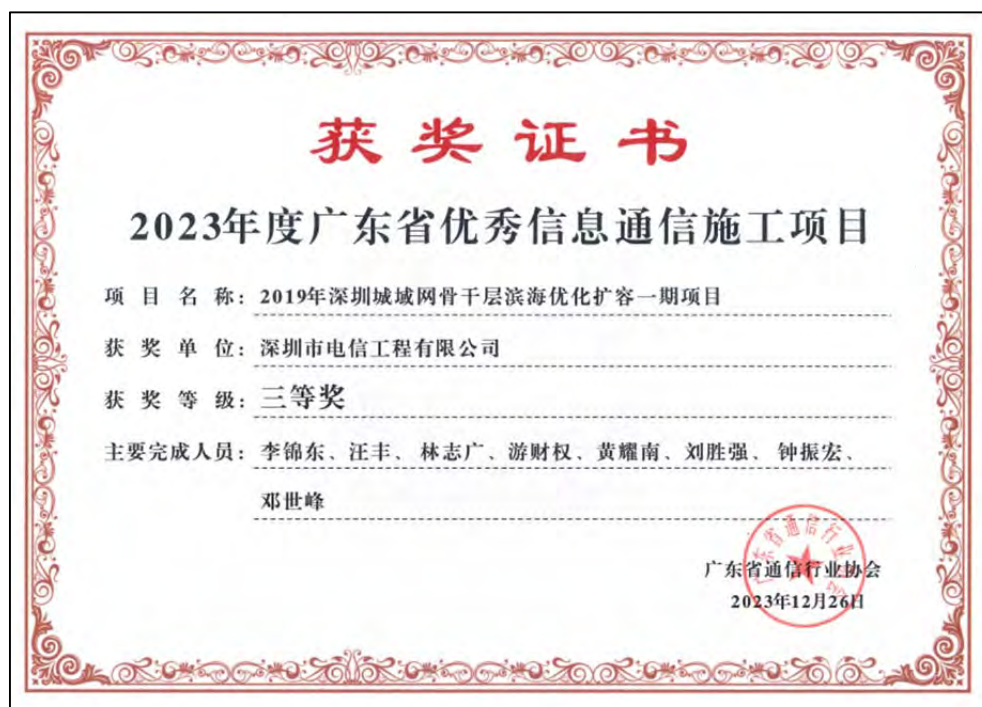 获奖证书
2023年度广东省优秀信息通信施工项目
项目名称：2019年深圳城域网骨干层滨海优化扩容一期项目
获奖单位：深圳市电信工程有限公司
获奖等级：三等奖
主要完成人员：李锦东、汪丰、林志广、游财权、黄耀南、刘胜强、钟振宏、
邓世峰
广东省通信行业协会
2023年12月26日